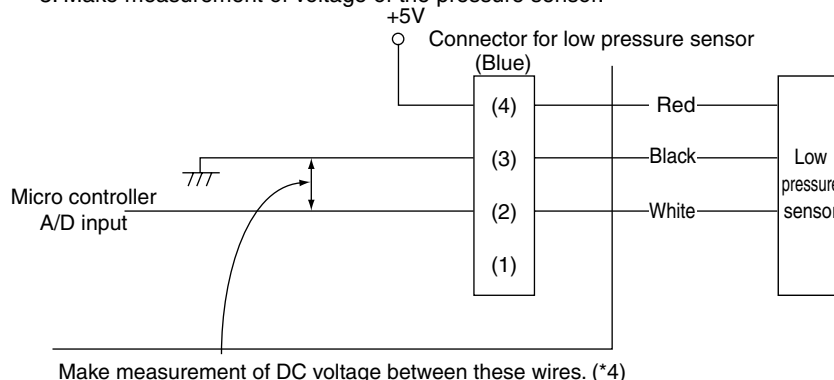 3. Make measurement of voltage of the pressure sensor.
+5V
Connector for low pressure sensor
(Blue)
(4)
Red
(3)
Black
Low
pressure
sensor
Micro controller
A/D input
(2)
White
(1)
Make measurement of DC voltage between these wires. (*4)